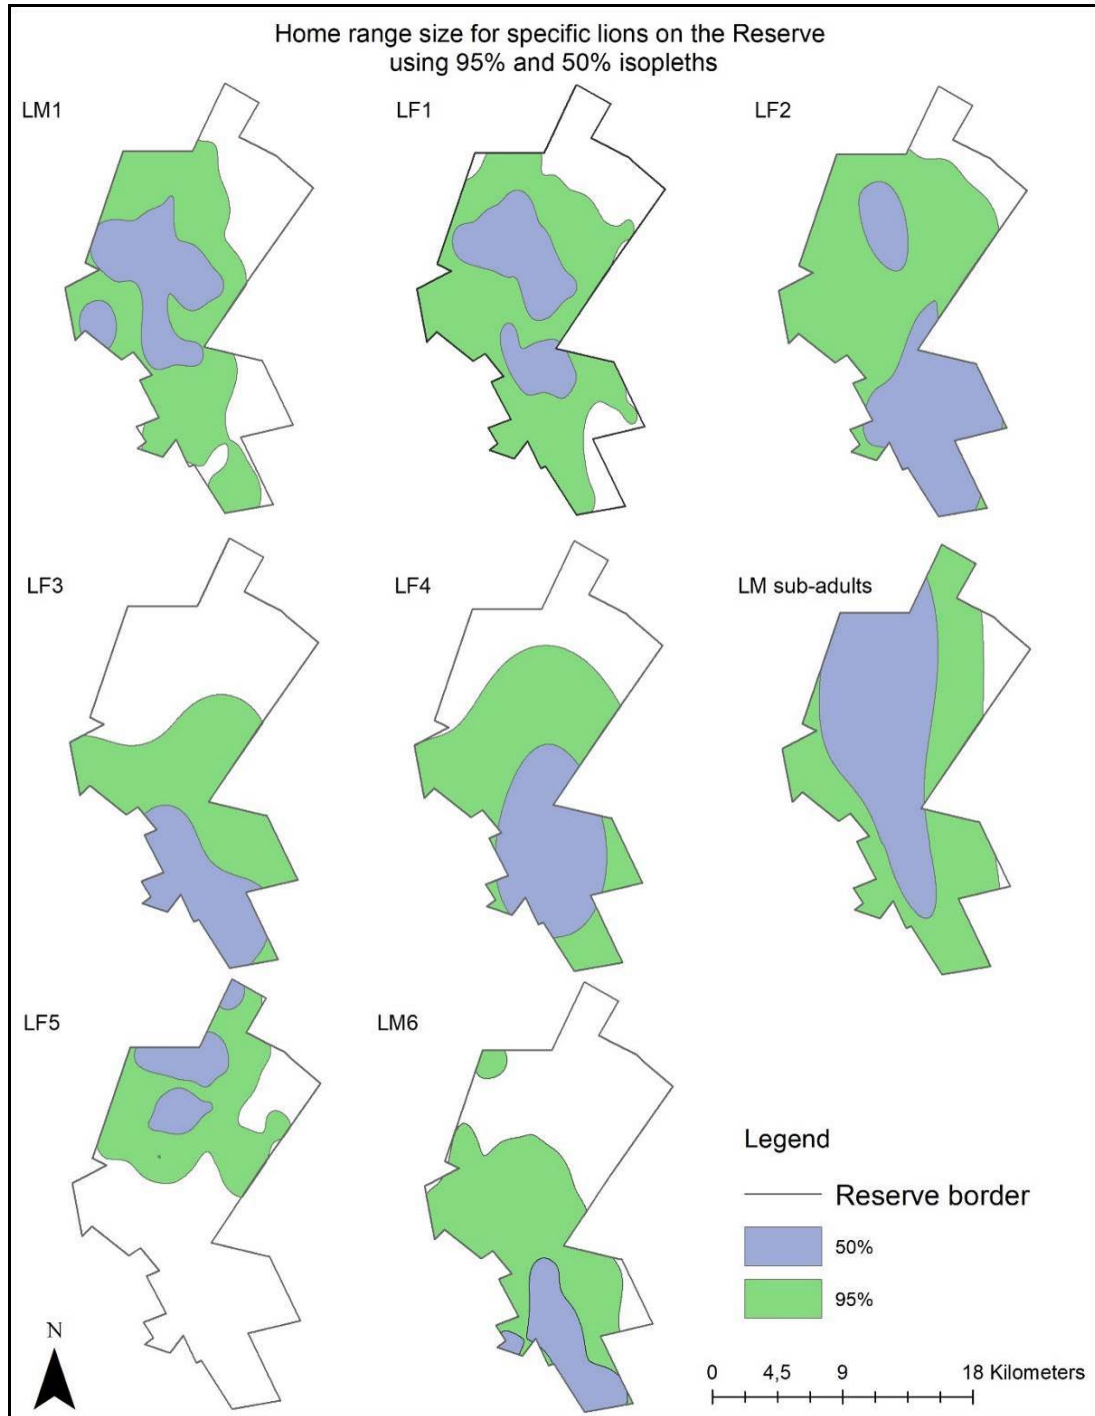 Home range size for specific lions on the Reserve
using 95% and 50% isopleths
LM1
LF1
LF2
LF3
LF4
LM sub-adults
LF5
LM6
Legend
Reserve border
50%
95%
N
0 4,5 9 18 Kilometers